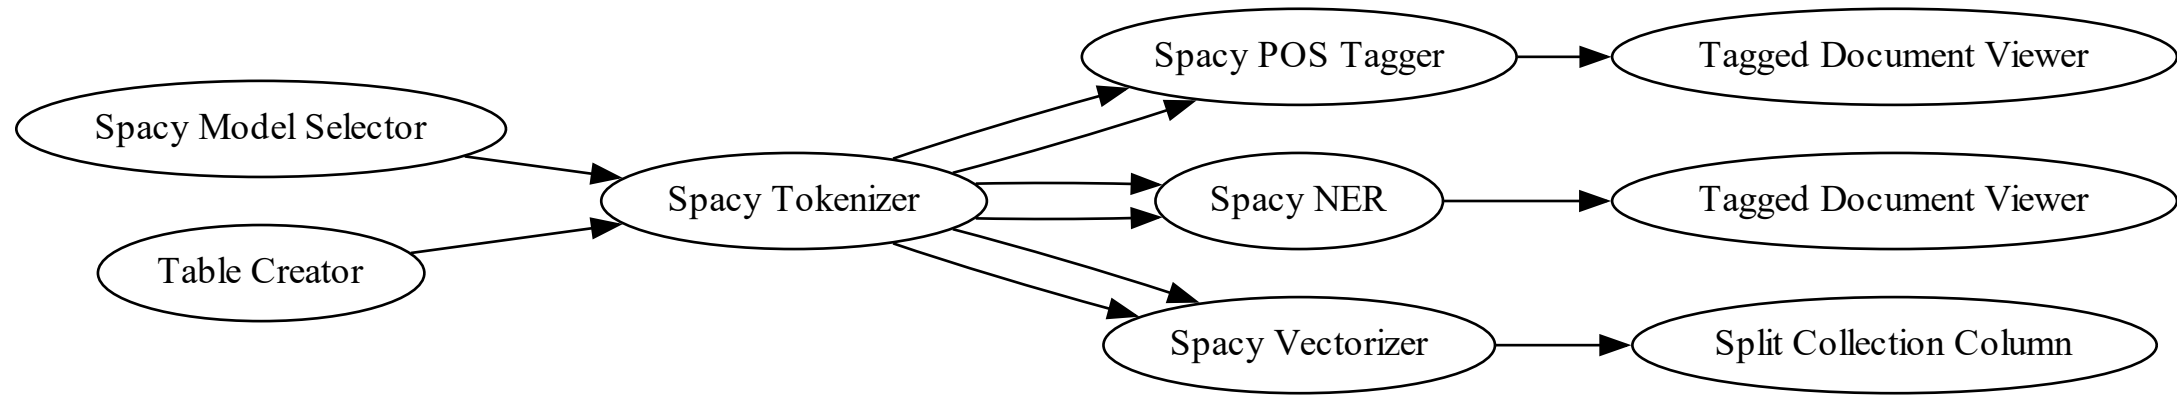 Spacy Model Selector
Table Creator
Spacy Tokenizer
Spacy POS Tagger
Tagged Document Viewer
Spacy NER
Tagged Document Viewer
Spacy Vectorizer
Split Collection Column